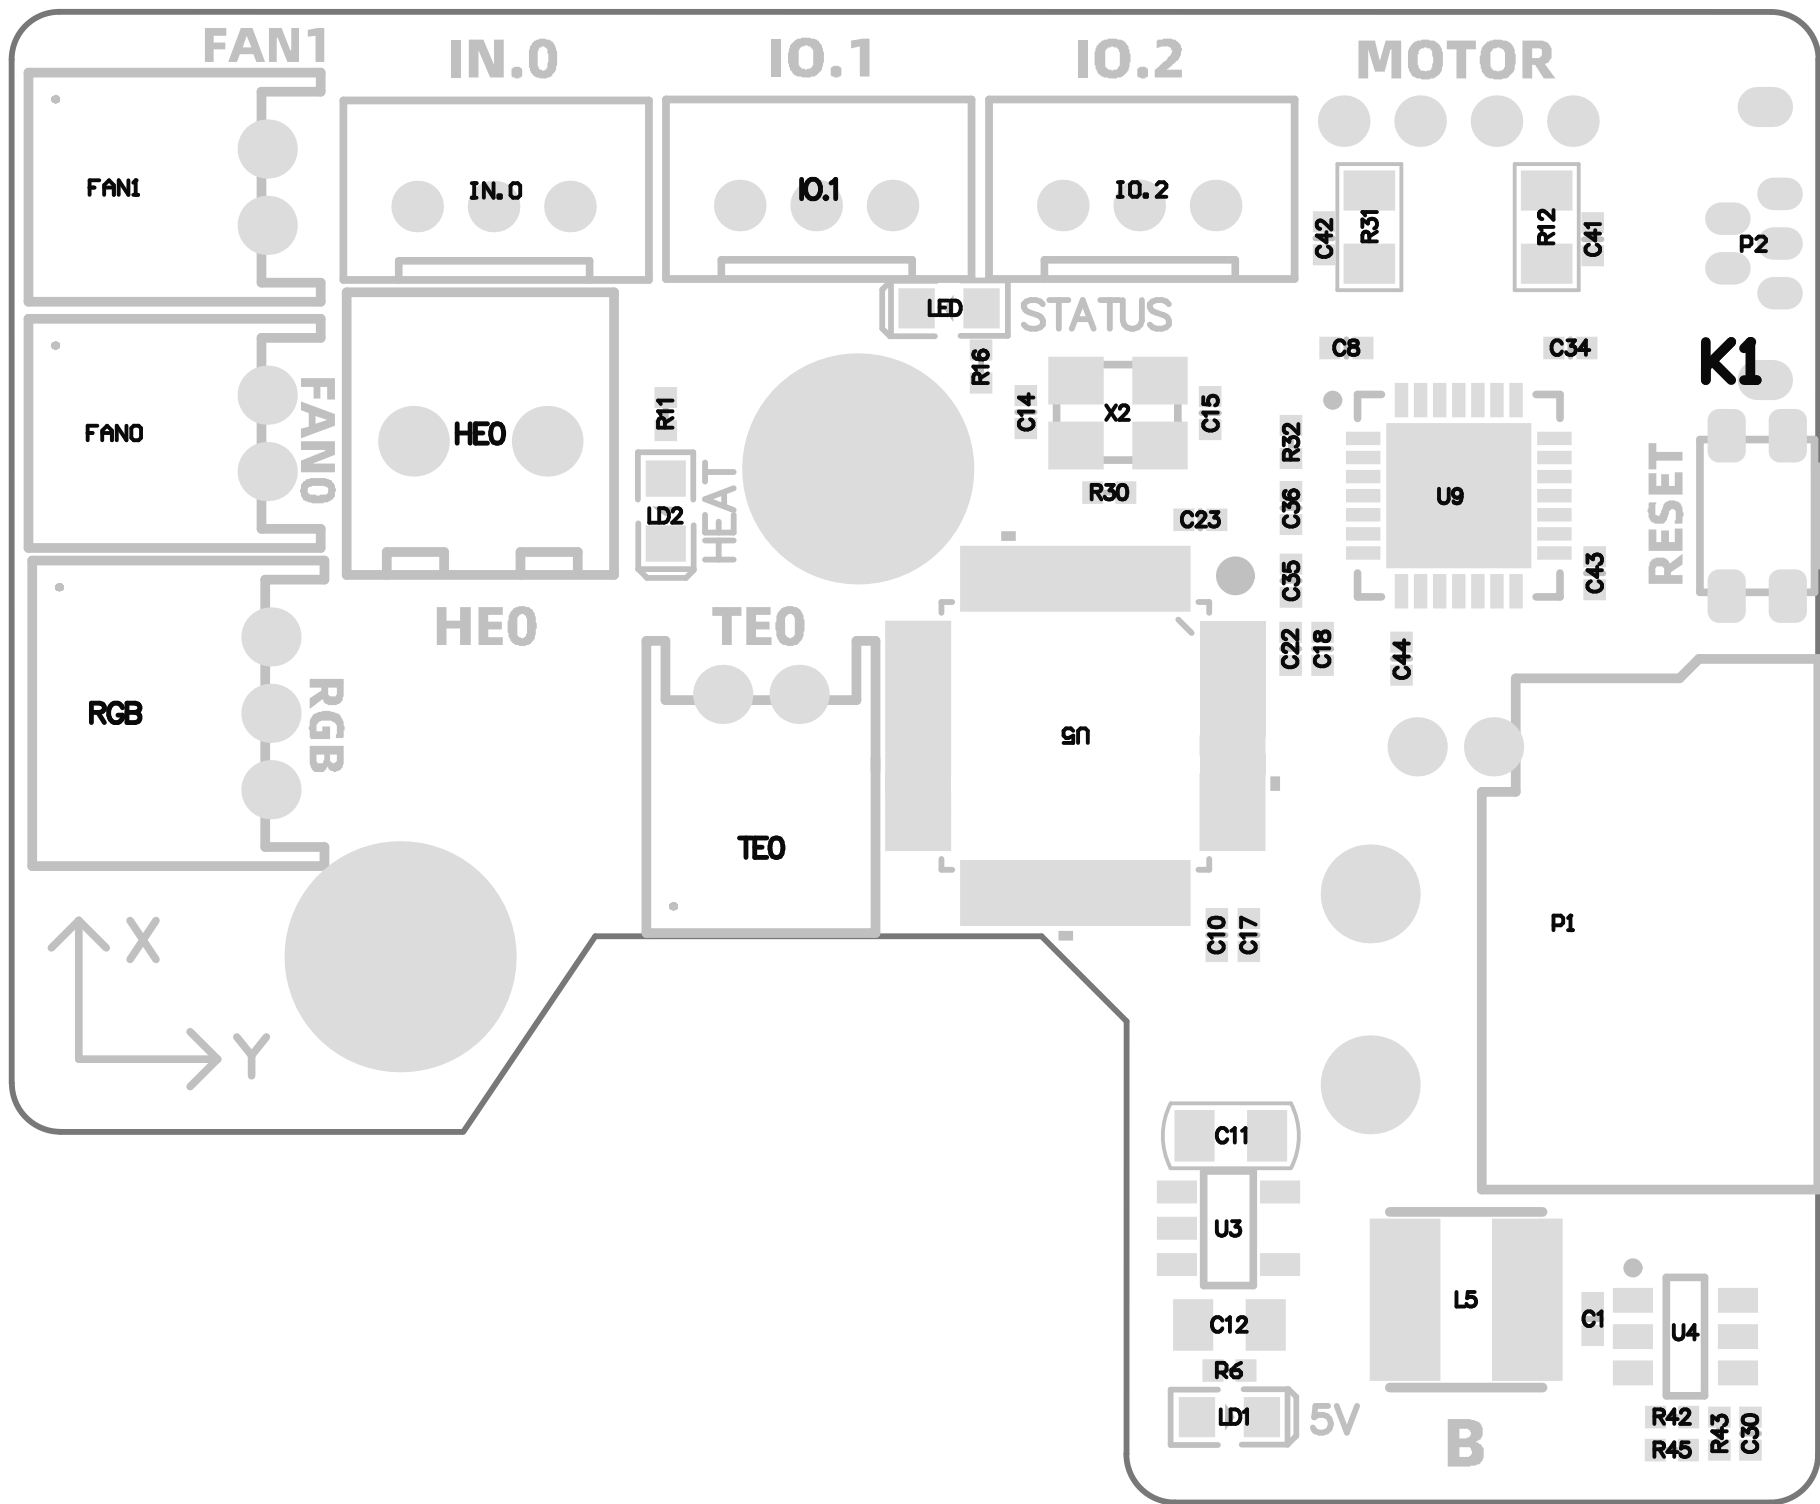 FAN1
IN.0
IO.1
IO.2
MOTOR
FAN1
IN.0
IO.1
IO.2
C42
R31
R12
C41
P2
LED
STATUS
R16
C8
C34
K1
FAN0
FAN0
HE0
R11
LD2
HEAT
C14
X2
C15
R30
C23
R32
C36
C35
U9
C43
RESET
HE0
TE0
C22
C18
C44
RGB
RGB
U5
TE0
C10
C17
P1
X
Y
C11
U3
C12
R6
LD1
5V
L5
C1
U4
B
R42
R45
R43
C30